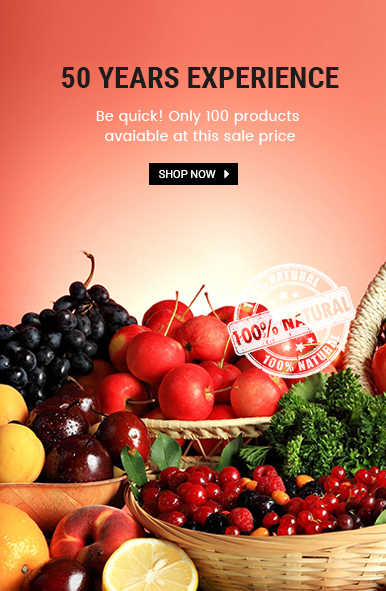 50 YEARS EXPERIENCE
Be quick! Only 100 products
avaiable at this sale price
SHOP NOW
100% NATURAL
100% NATURAL
100% NATURAL